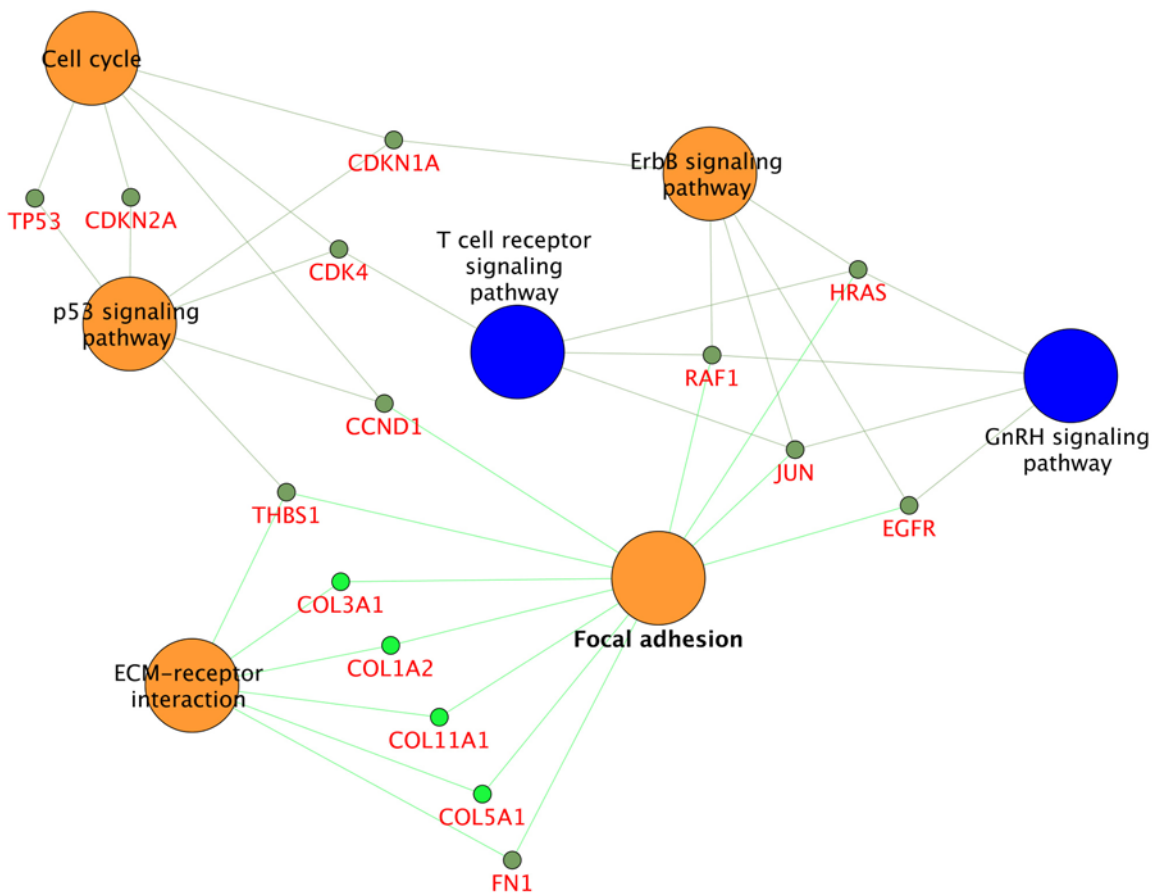 Cell cycle
CDKN1A
ErbB signaling
pathway
TP53
CDKN2A
T cell receptor
signaling
pathway
CDK4
HRAS
p53 signaling
pathway
RAF1
CCND1
GnRH signaling
pathway
JUN
THBS1
EGFR
COL3A1
Focal adhesion
COL1A2
ECM-receptor
interaction
COL11A1
COL5A1
FN1